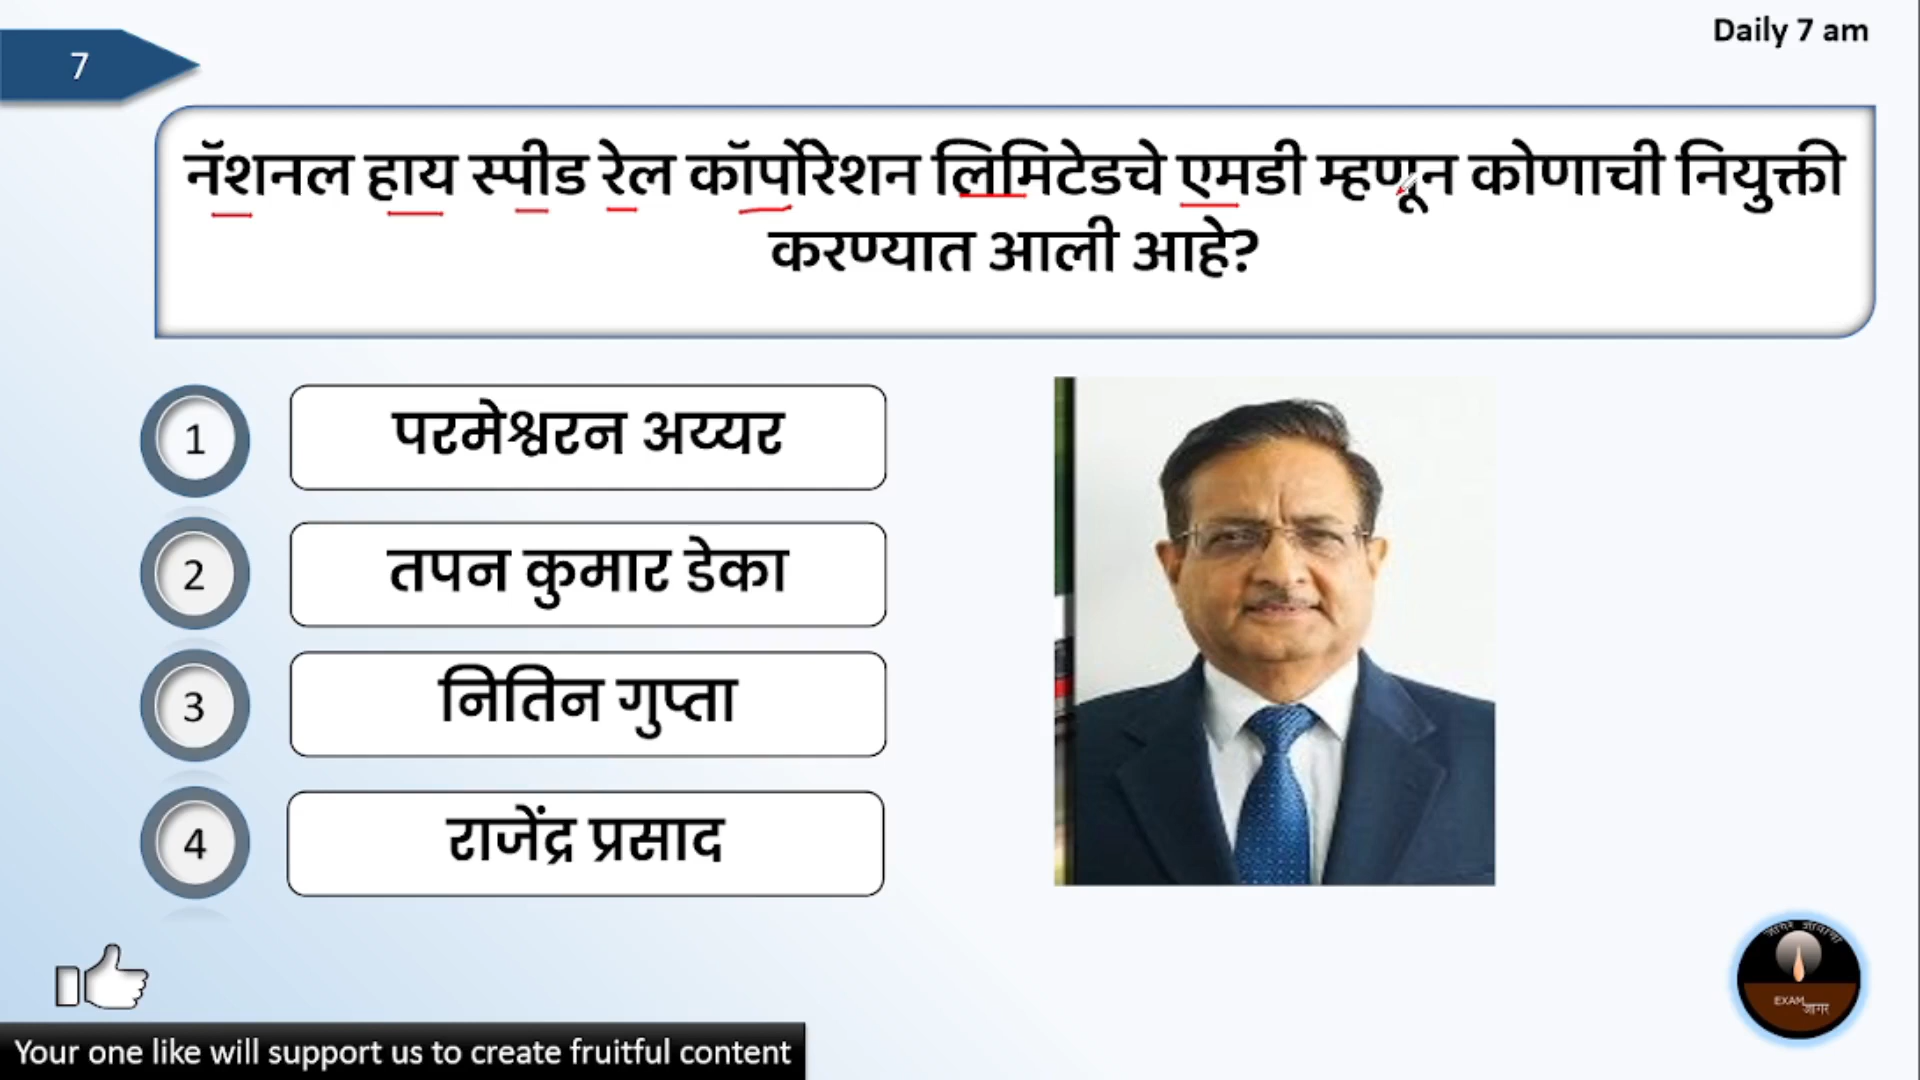 Daily 7 am
7
नॅशनल हाय स्पीड रेल कॉर्पोरेशन लिमिटेडचे एमडी म्हणून कोणाची नियुक्ती
करण्यात आली आहे?
1
परमेश्वरन अय्यर
2
तपन कुमार डेका
3
नितिन गुप्ता
4
राजेंद्र प्रसाद
EXAM
जागर
Your one like will support us to create fruitful content